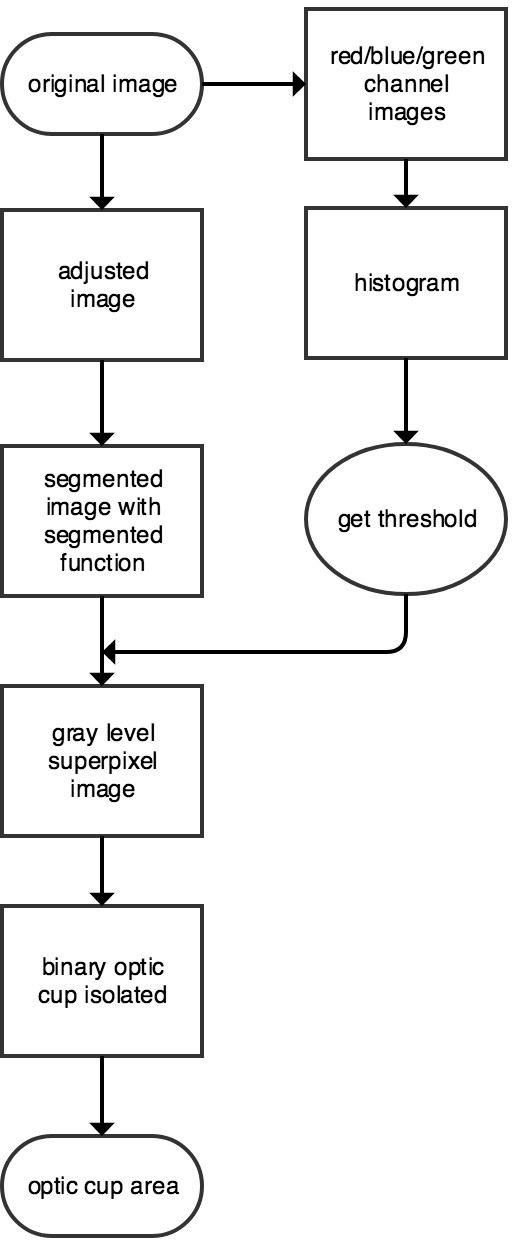 original image
red/blue/green
channel
images
adjusted
image
histogram
segmented
image with
segmented
function
get threshold
gray level
superpixel
image
binary optic
cup isolated
optic cup area